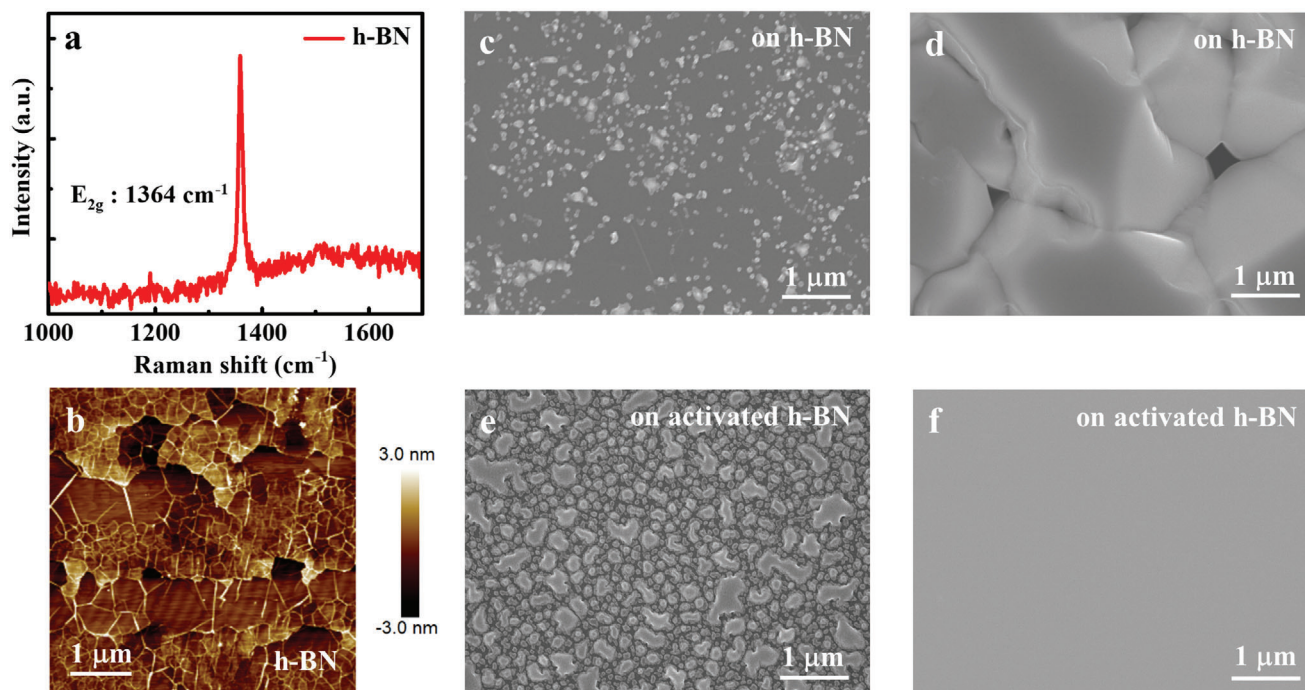 a
h-BN
Intensity (a.u.)
E₂g : 1364 cm⁻¹
1000 1200 1400 1600
Raman shift (cm⁻¹)
c
on h-BN
1 μm
d
on h-BN
1 μm
b
3.0 nm
-3.0 nm
1 μm
h-BN
e
on activated h-BN
1 μm
f
on activated h-BN
1 μm